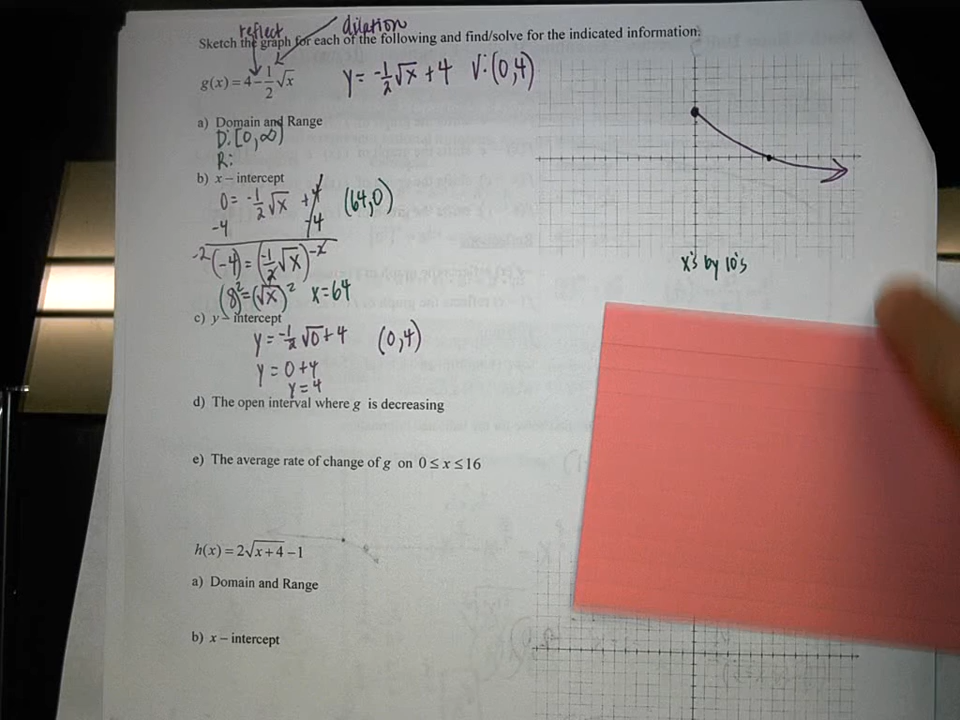 reflect dilation
Sketch the graph for each of the following and find/solve for the indicated information.
g(x) = 4 - 1/2 √x y = -1/2 √x + 4 V: (0,4)
a) Domain and Range
D: [0,∞)
R:
b) x – intercept
0 = -1/2 √x + 4 (64,0)
-4 -4
-2(-4) = (-1/2 √x)-2
(8)² = (√x)² x = 64
c) y – intercept
y = -1/2 √0 + 4 (0,4)
y = 0 + 4
y = 4
x's by 10's
d) The open interval where g is decreasing
e) The average rate of change of g on 0 ≤ x ≤ 16
h(x) = 2√x+4 - 1
a) Domain and Range
b) x – intercept